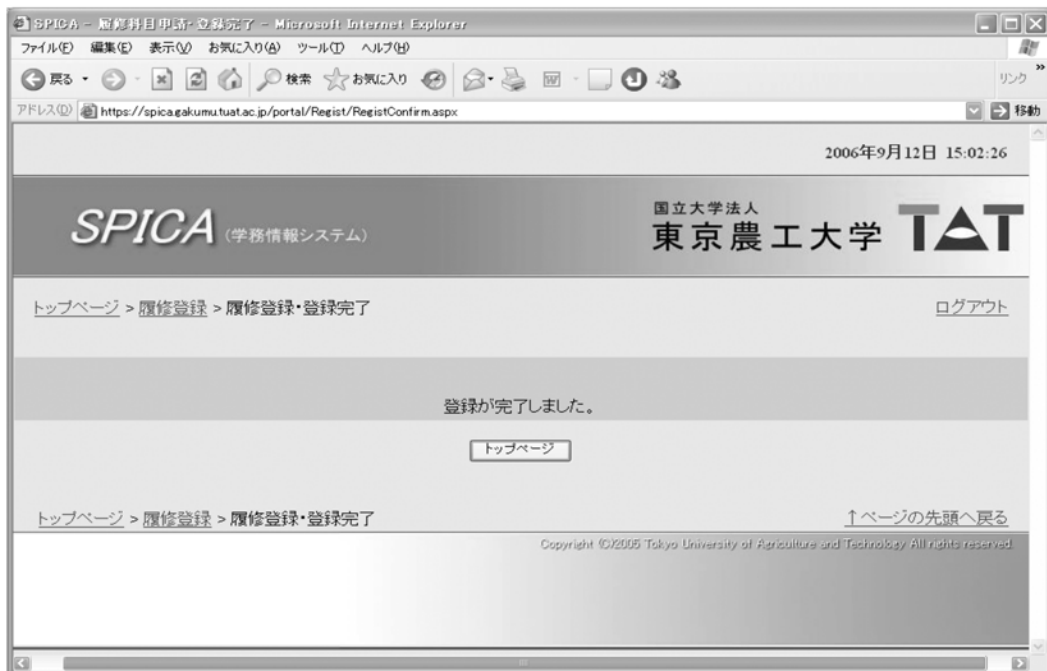 SPICA - 履修科目申請・登録完了 - Microsoft Internet Explorer
ファイル(F) 編集(E) 表示(V) お気に入り(A) ツール(T) ヘルプ(H)
戻る 検索 お気に入り リンク
アドレス(D) https://spica.gakumu.tuat.ac.jp/portal/Regist/RegistConfirm.aspx 移動
2006年9月12日 15:02:26
SPICA (学務情報システム)
国立大学法人
東京農工大学 TAT
トップページ > 履修登録 > 履修登録・登録完了 ログアウト
登録が完了しました。
トップページ
トップページ > 履修登録 > 履修登録・登録完了 ↑ページの先頭へ戻る
Copyright (C)2005 Tokyo University of Agriculture and Technology All rights reserved.